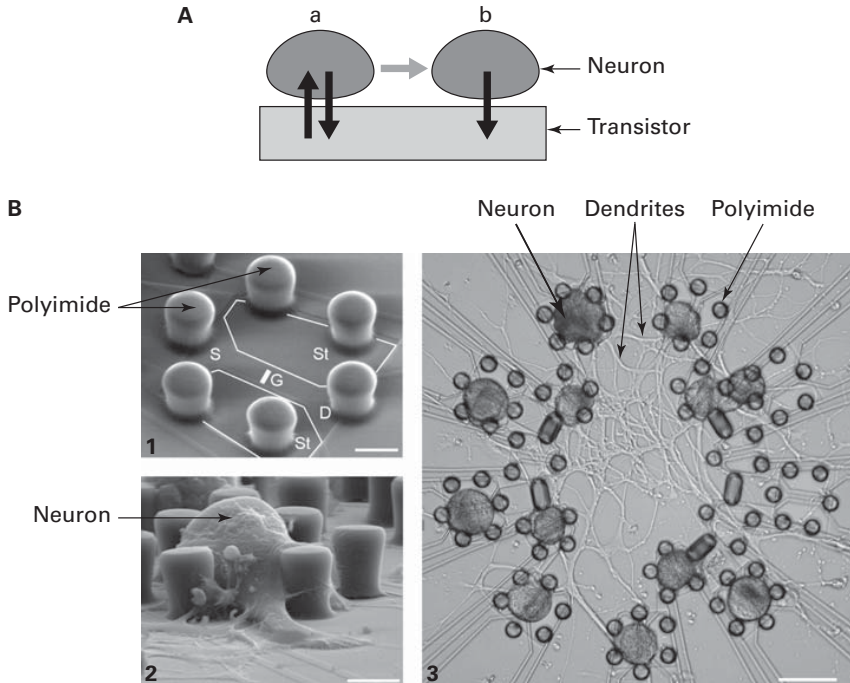 A
a
b
Neuron
Transistor
B
Neuron Dendrites Polyimide
Polyimide
S
St
G
D
St
1
Neuron
2
3